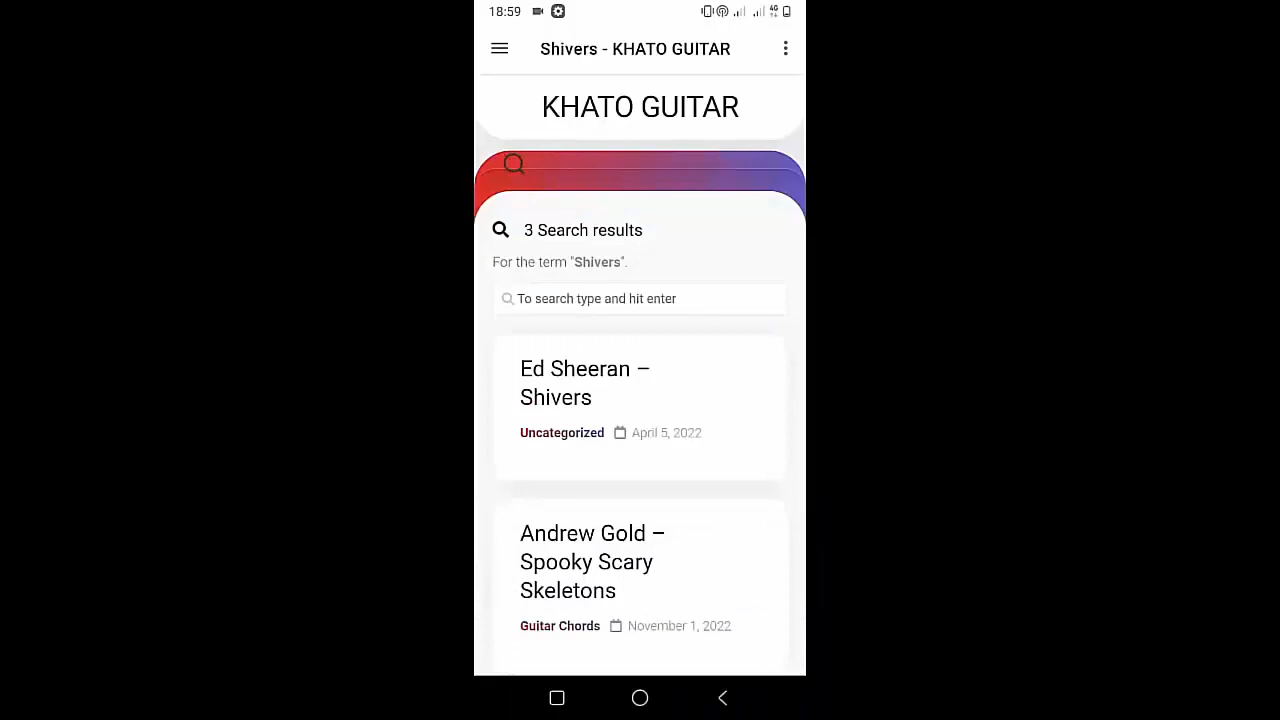 18:59
4G
Shivers - KHATO GUITAR
KHATO GUITAR
3 Search results
For the term "Shivers".
To search type and hit enter
Ed Sheeran –
Shivers
Uncategorized April 5, 2022
Andrew Gold –
Spooky Scary
Skeletons
Guitar Chords November 1, 2022